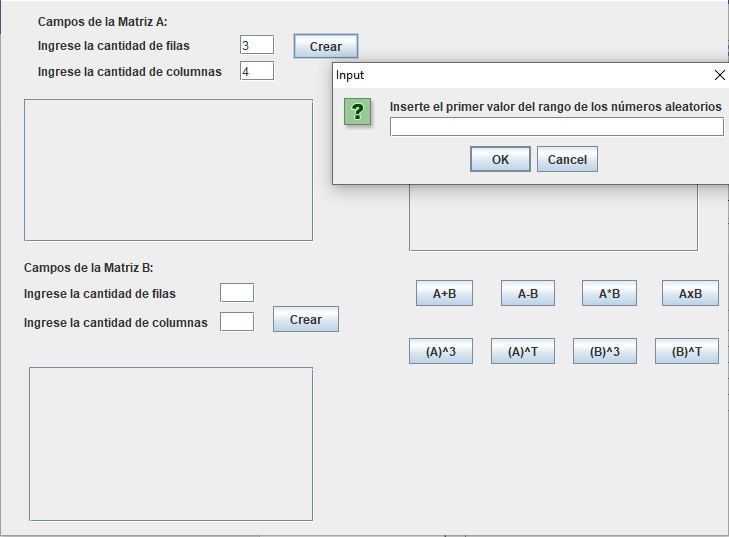 Campos de la Matriz A:
Ingrese la cantidad de filas 3 Crear
Ingrese la cantidad de columnas 4
Input
Inserte el primer valor del rango de los números aleatorios
OK Cancel
Campos de la Matriz B:
Ingrese la cantidad de filas
Ingrese la cantidad de columnas Crear
A+B A-B A*B AxB
(A)^3 (A)^T (B)^3 (B)^T